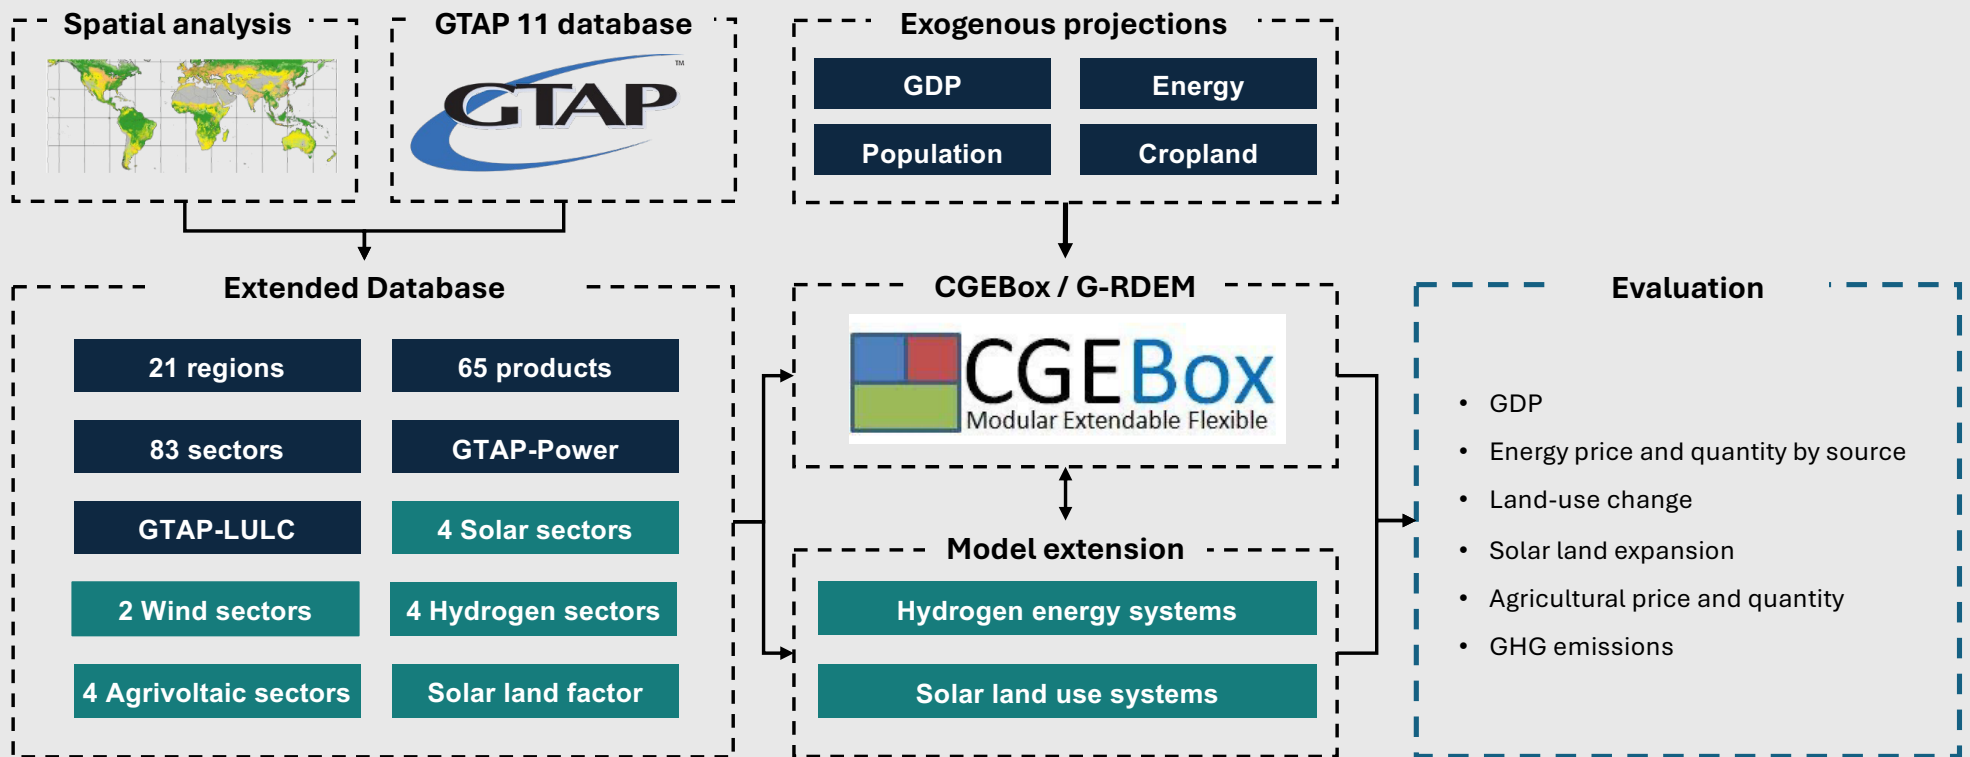 Spatial analysis
GTAP 11 database
GTAP
TM
Exogenous projections
GDP
Energy
Population
Cropland
Extended Database
21 regions
65 products
83 sectors
GTAP-Power
GTAP-LULC
4 Solar sectors
2 Wind sectors
4 Hydrogen sectors
4 Agrivoltaic sectors
Solar land factor
CGEBox / G-RDEM
CGEBox
Modular Extendable Flexible
Model extension
Hydrogen energy systems
Solar land use systems
Evaluation
• GDP
• Energy price and quantity by source
• Land-use change
• Solar land expansion
• Agricultural price and quantity
• GHG emissions